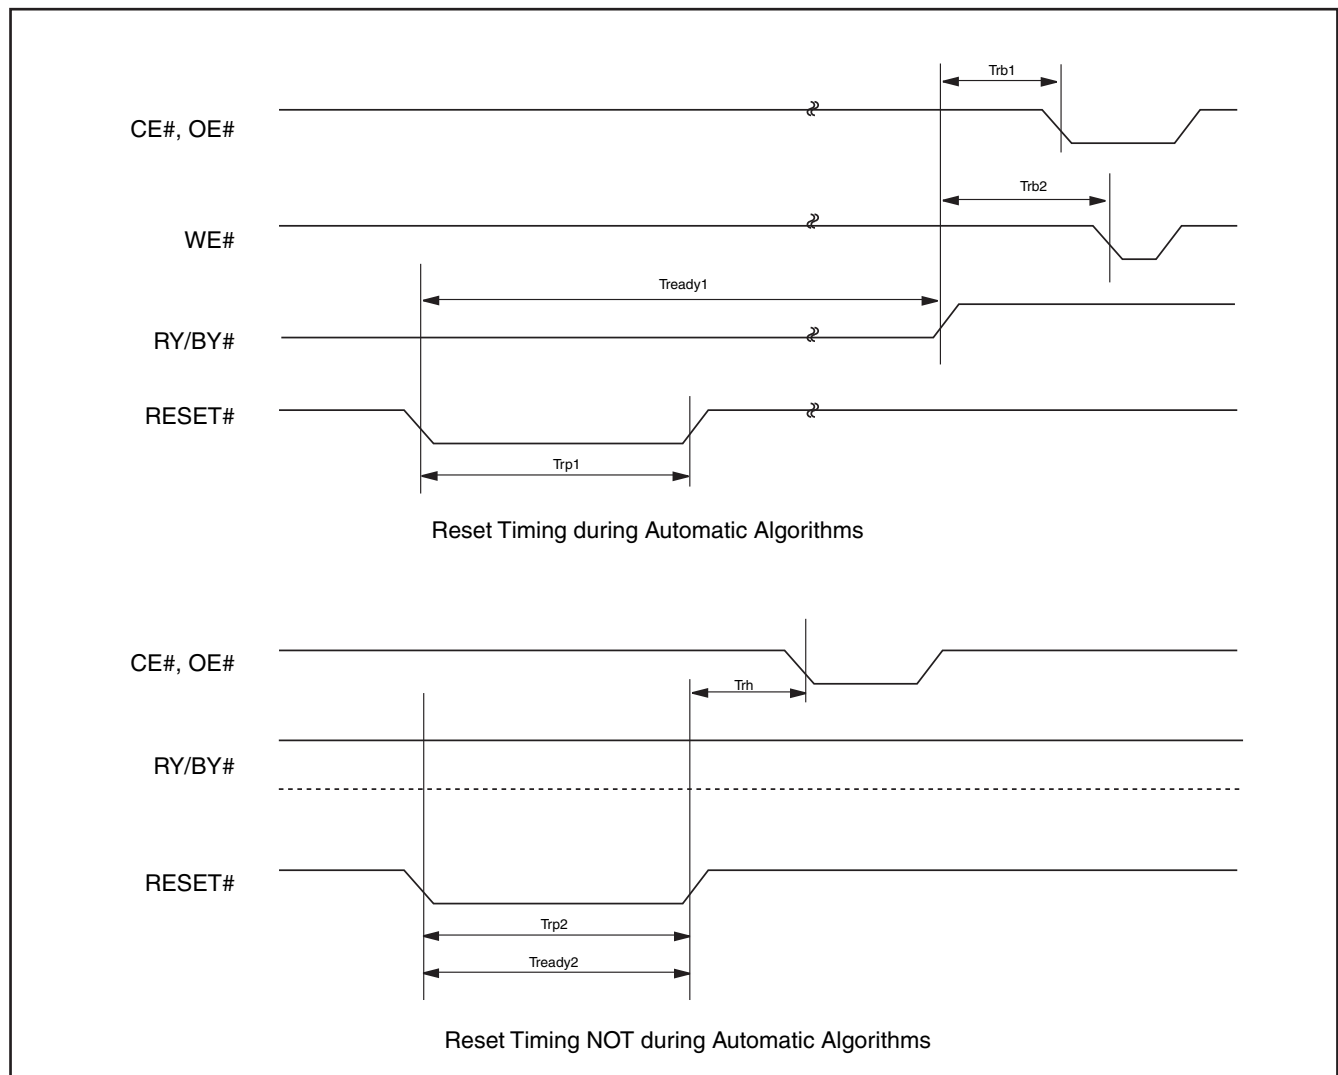 Trb1
CE#, OE#
Trb2
WE#
Tready1
RY/BY#
RESET#
Trp1
Reset Timing during Automatic Algorithms
CE#, OE#
Trh
RY/BY#
RESET#
Trp2
Tready2
Reset Timing NOT during Automatic Algorithms